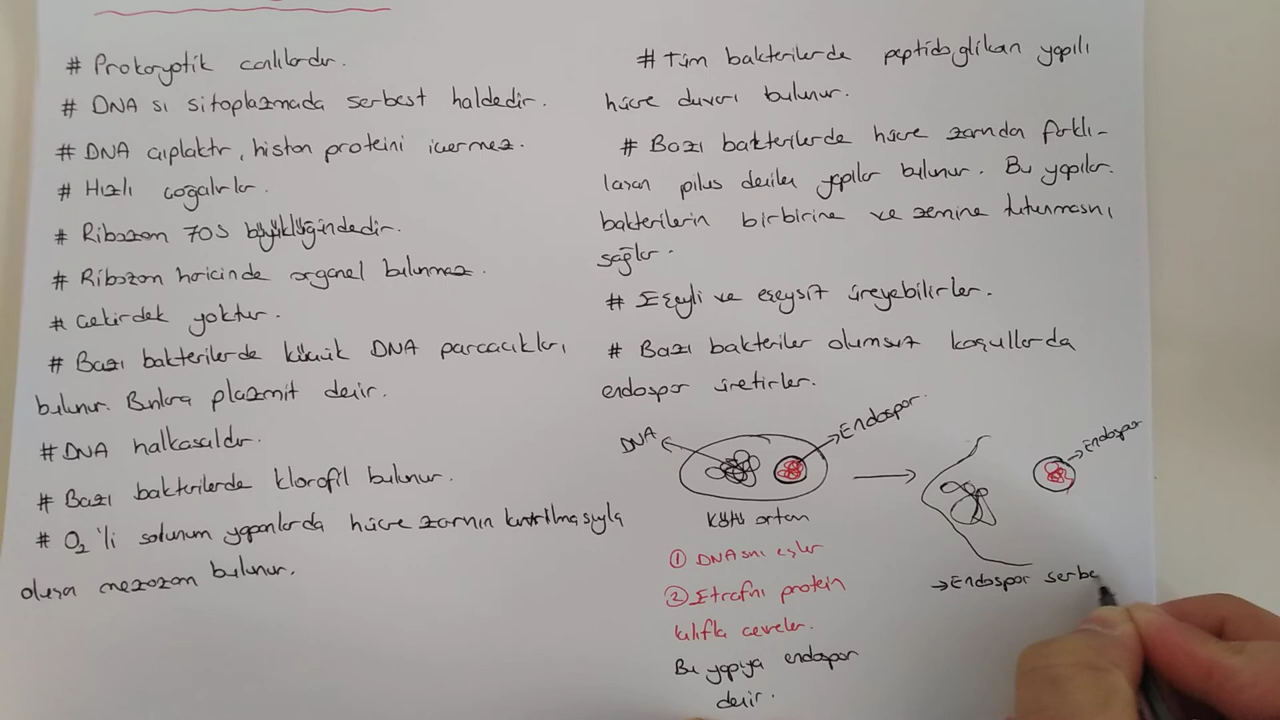 # Prokaryotik canlılardır.
# DNA sı sitoplazmada serbest haldedir.
# DNA çıplaktır, histon proteini içermez.
# Hızlı çoğalırlar.
# Ribozom 70S büyüklüğündedir.
# Ribozom haricinde organel bulunmaz.
# Çekirdek yoktur.
# Bazı bakterilerde küçük DNA parçacıkları
bulunur. Bunlara plazmit denir.
# DNA halkasaldır.
# Bazı bakterilerde klorofil bulunur.
# O2 'li solunum yapanlarda hücre zarının kıvrılmasıyla
oluşan mezozom bulunur.
# Tüm bakterilerde peptidoglikan yapılı
hücre duvarı bulunur.
# Bazı bakterilerde hücre zarında farklı-
laşan pilus denilen yapılar bulunur. Bu yapılar
bakterilerin birbirine ve zemine tutunmasını
sağlar.
# Eşeyli ve eşeysiz üreyebilirler.
# Bazı bakteriler olumsuz koşullarda
endospor üretirler.
DNA
Endospor.
Kötü ortam
① DNA sını eşler
② Etrafını protein
kılıfla çevreler.
Bu yapıya endospor
denir.
Endospor
→ Endospor serbe